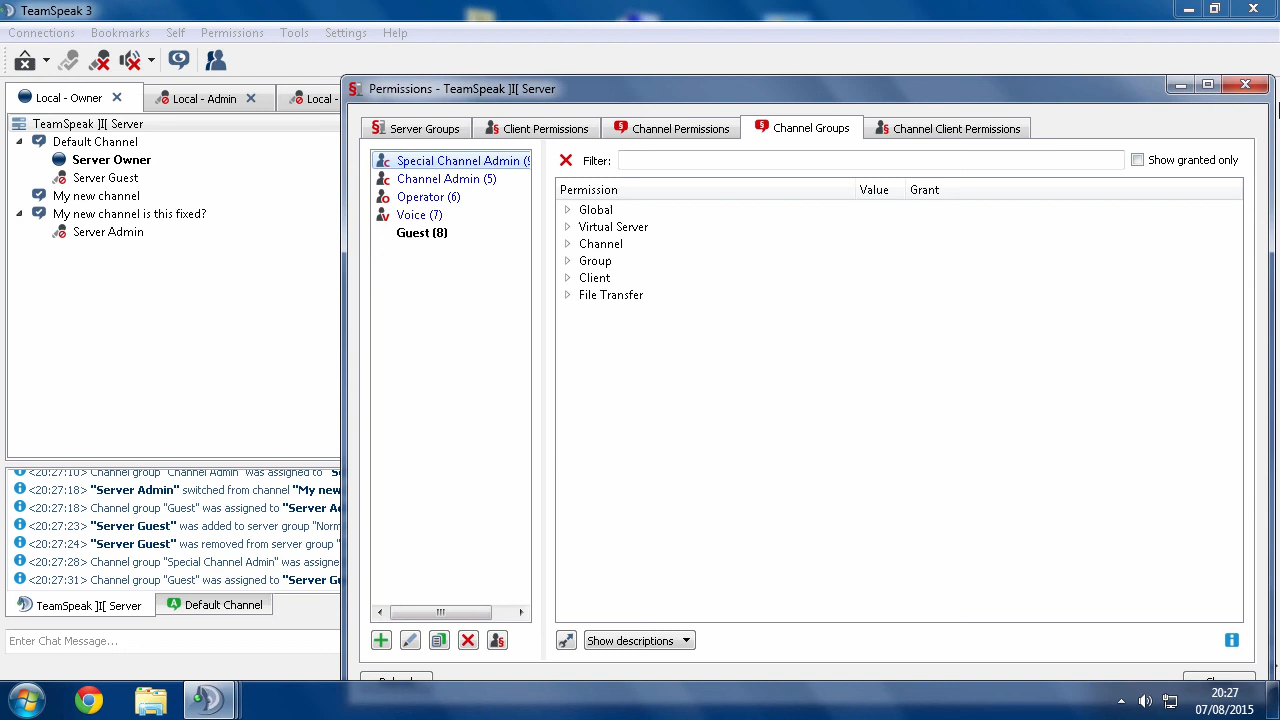 TeamSpeak 3
Connections Bookmarks Self Permissions Tools Settings Help
Local - Owner
Local - Admin
Local -
TeamSpeak ]I[ Server
Default Channel
Server Owner
Server Guest
My new channel
My new channel is this fixed?
Server Admin
<20:27:10> Channel group "Channel Admin" was assigned to
<20:27:18> "Server Admin" switched from channel "My new
<20:27:18> Channel group "Guest" was assigned to "Server A
<20:27:23> "Server Guest" was added to server group "Norm
<20:27:24> "Server Guest" was removed from server group "
<20:27:28> Channel group "Special Channel Admin" was assigne
<20:27:31> Channel group "Guest" was assigned to "Server Gu
TeamSpeak ]I[ Server
Default Channel
Enter Chat Message...
Permissions - TeamSpeak ]I[ Server
Server Groups
Client Permissions
Channel Permissions
Channel Groups
Channel Client Permissions
Special Channel Admin (9
Channel Admin (5)
Operator (6)
Voice (7)
Guest (8)
Filter:
Show granted only
Permission Value Grant
Global
Virtual Server
Channel
Group
Client
File Transfer
Show descriptions
20:27
07/08/2015